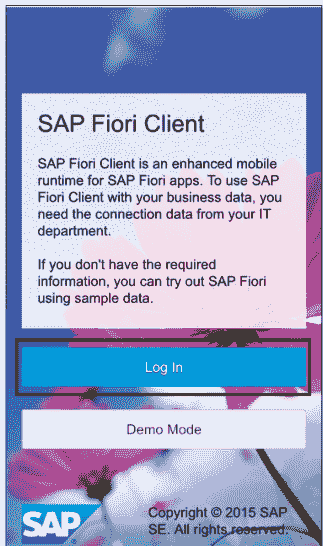 SAP Fiori Client
SAP Fiori Client is an enhanced mobile
runtime for SAP Fiori apps. To use SAP
Fiori Client with your business data, you
need the connection data from your IT
department.
If you don't have the required
information, you can try out SAP Fiori
using sample data.
Log In
Demo Mode
SAP
Copyright © 2015 SAP
SE. All rights reserved.